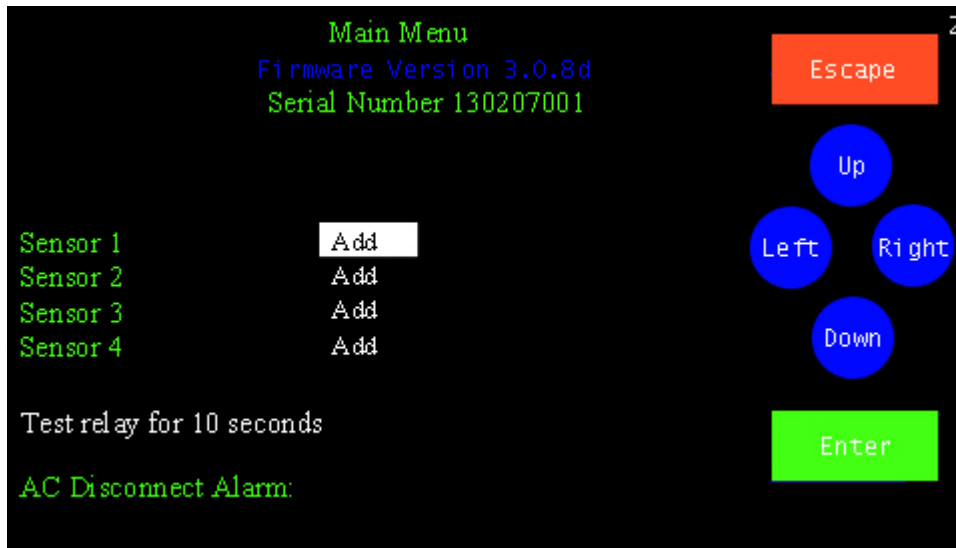 Main Menu
Firmware Version 3.0.8d
Serial Number 130207001
Escape
Up
Left
Right
Down
Enter
Sensor 1 Add
Sensor 2 Add
Sensor 3 Add
Sensor 4 Add
Test relay for 10 seconds
AC Disconnect Alarm: